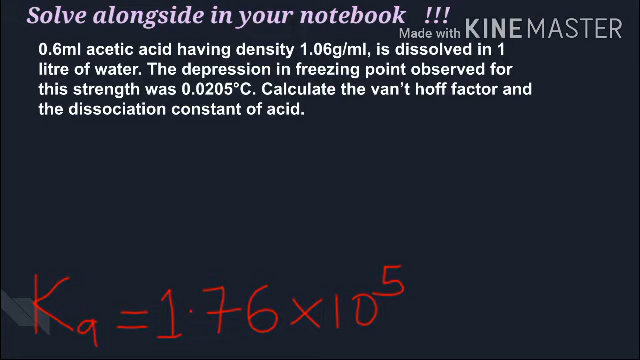 Solve alongside in your notebook !!!
Made with KINEMASTER
0.6ml acetic acid having density 1.06g/ml, is dissolved in 1
litre of water. The depression in freezing point observed for
this strength was 0.0205°C. Calculate the van't hoff factor and
the dissociation constant of acid.
Ka = 1.76 × 10^5